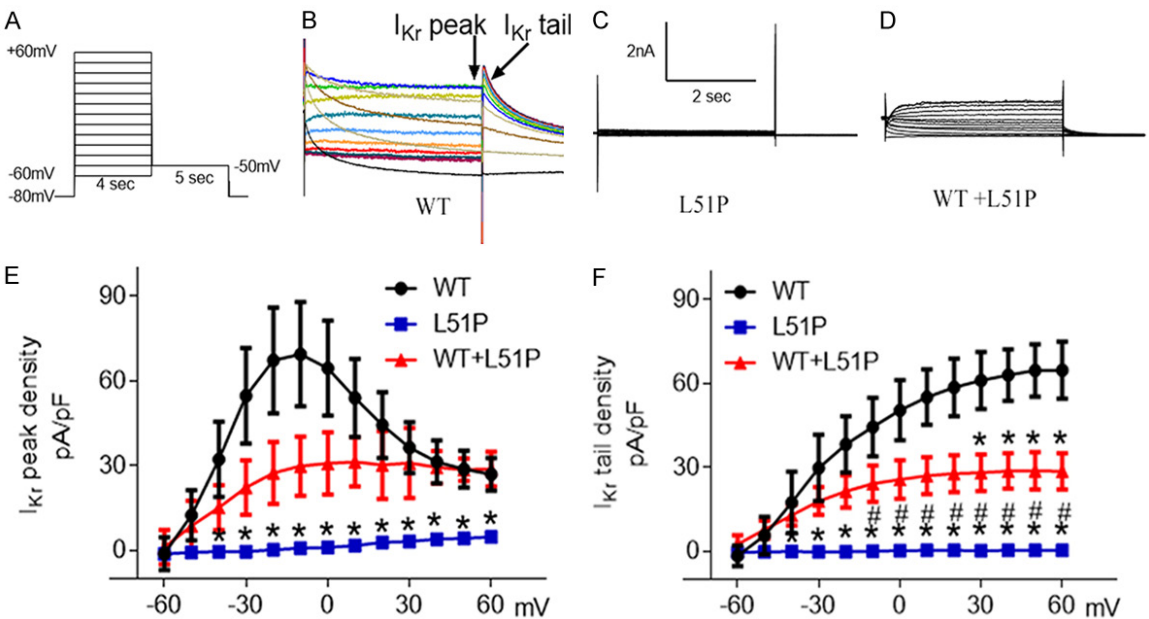 A
+60mV
-60mV
-80mV
4 sec
5 sec
-50mV
B
IKr peak
IKr tail
WT
C
2nA
2 sec
L51P
D
WT +L51P
E
IKr peak density
pA/pF
90
60
30
0
WT
L51P
WT+L51P
* * * * * * * * * * *
-60 -30 0 30 60 mV
F
IKr tail density
pA/pF
90
60
30
0
WT
L51P
WT+L51P
* * * *
# # # # # # # #
* * * * * * * * * * *
-60 -30 0 30 60 mV